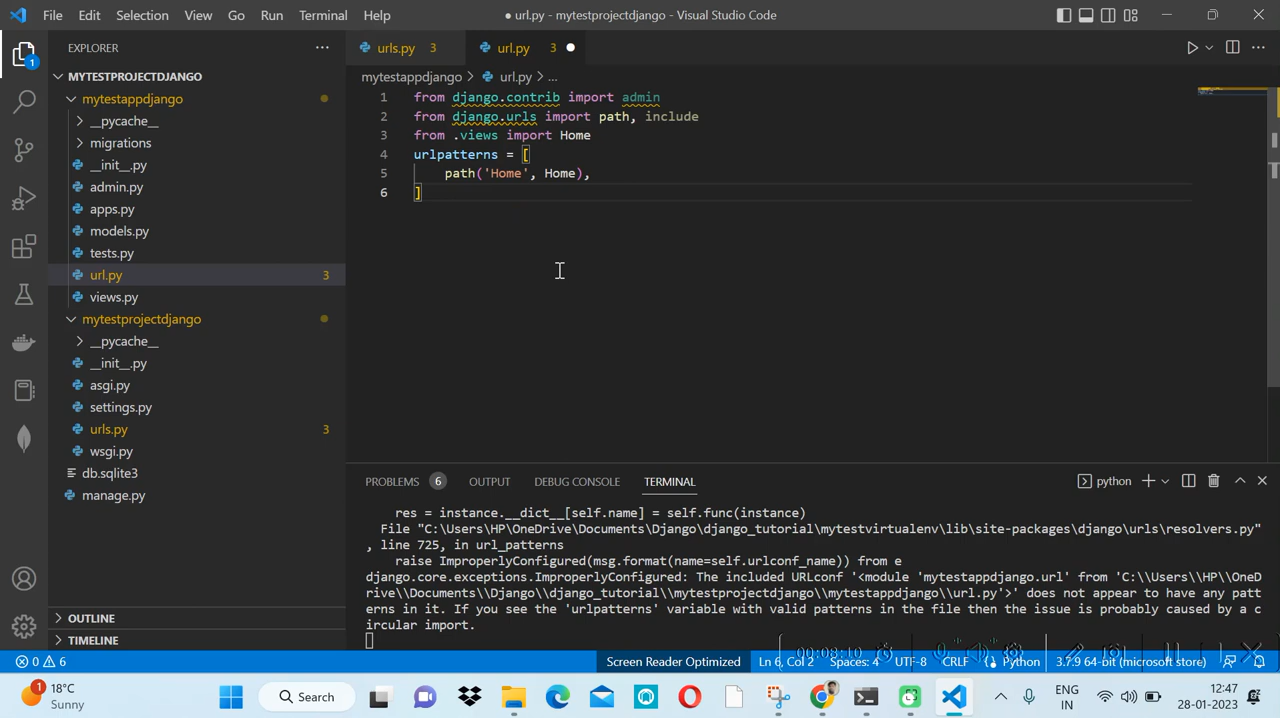 File Edit Selection View Go Run Terminal Help
● url.py - mytestprojectdjango - Visual Studio Code
EXPLORER
MYTESTPROJECTDJANGO
mytestappdjango
__pycache__
migrations
__init__.py
admin.py
apps.py
models.py
tests.py
url.py 3
views.py
mytestprojectdjango
__pycache__
__init__.py
asgi.py
settings.py
urls.py 3
wsgi.py
db.sqlite3
manage.py
OUTLINE
TIMELINE
1
urls.py 3 url.py 3
mytestappdjango > url.py > ...
1 from django.contrib import admin
2 from django.urls import path, include
3 from .views import Home
4 urlpatterns = [
5 path('Home', Home),
6 ]
PROBLEMS 6 OUTPUT DEBUG CONSOLE TERMINAL
python
res = instance.__dict__[self.name] = self.func(instance)
File "C:\Users\HP\OneDrive\Documents\Django\django_tutorial\mytestvirtualenv\lib\site-packages\django\urls\resolvers.py"
, line 725, in url_patterns
raise ImproperlyConfigured(msg.format(name=self.urlconf_name)) from e
django.core.exceptions.ImproperlyConfigured: The included URLconf '<module 'mytestappdjango.url' from 'C:\\Users\\HP\\OneD
rive\\Documents\\Django\\django_tutorial\\mytestprojectdjango\\mytestappdjango\\url.py'>' does not appear to have any patt
erns in it. If you see the 'urlpatterns' variable with valid patterns in the file then the issue is probably caused by a c
ircular import.
00:08:10
0 6
Screen Reader Optimized Ln 6, Col 2 Spaces: 4 UTF-8 CRLF Python 3.7.9 64-bit (microsoft store)
1
18°C
Sunny
Search
ENG
IN
12:47
28-01-2023